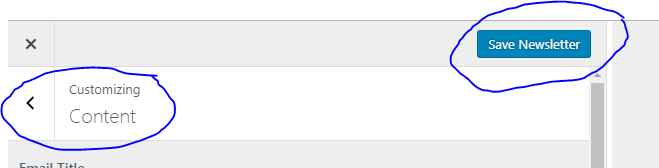 Save Newsletter
Customizing
Content
Email Title